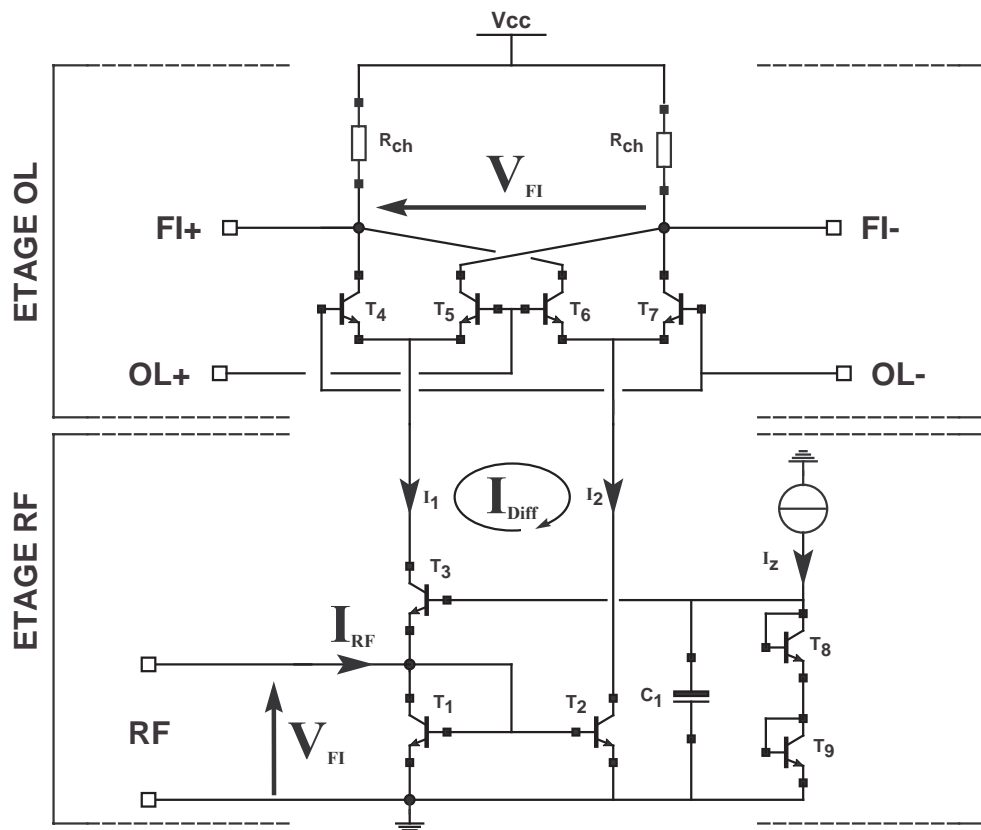 Vcc
ETAGE OL
Rch
Rch
VFI
FI+
FI-
T4
T5
T6
T7
OL+
OL-
ETAGE RF
I1
IDiff
I2
Iz
T3
IRF
T8
T1
T2
C1
RF
VFI
T9